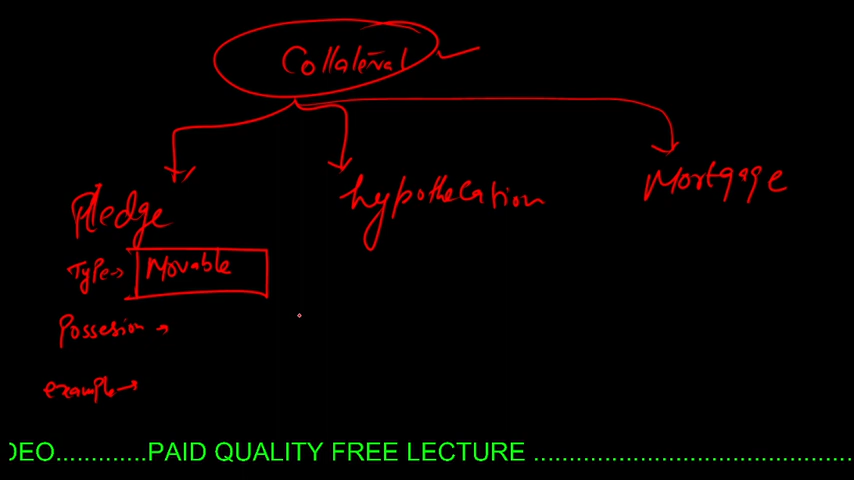 Collateral
Pledge
hypothecation
Mortgage
Type→ Movable
Possesion →
example→
DEO.............PAID QUALITY FREE LECTURE .............................................